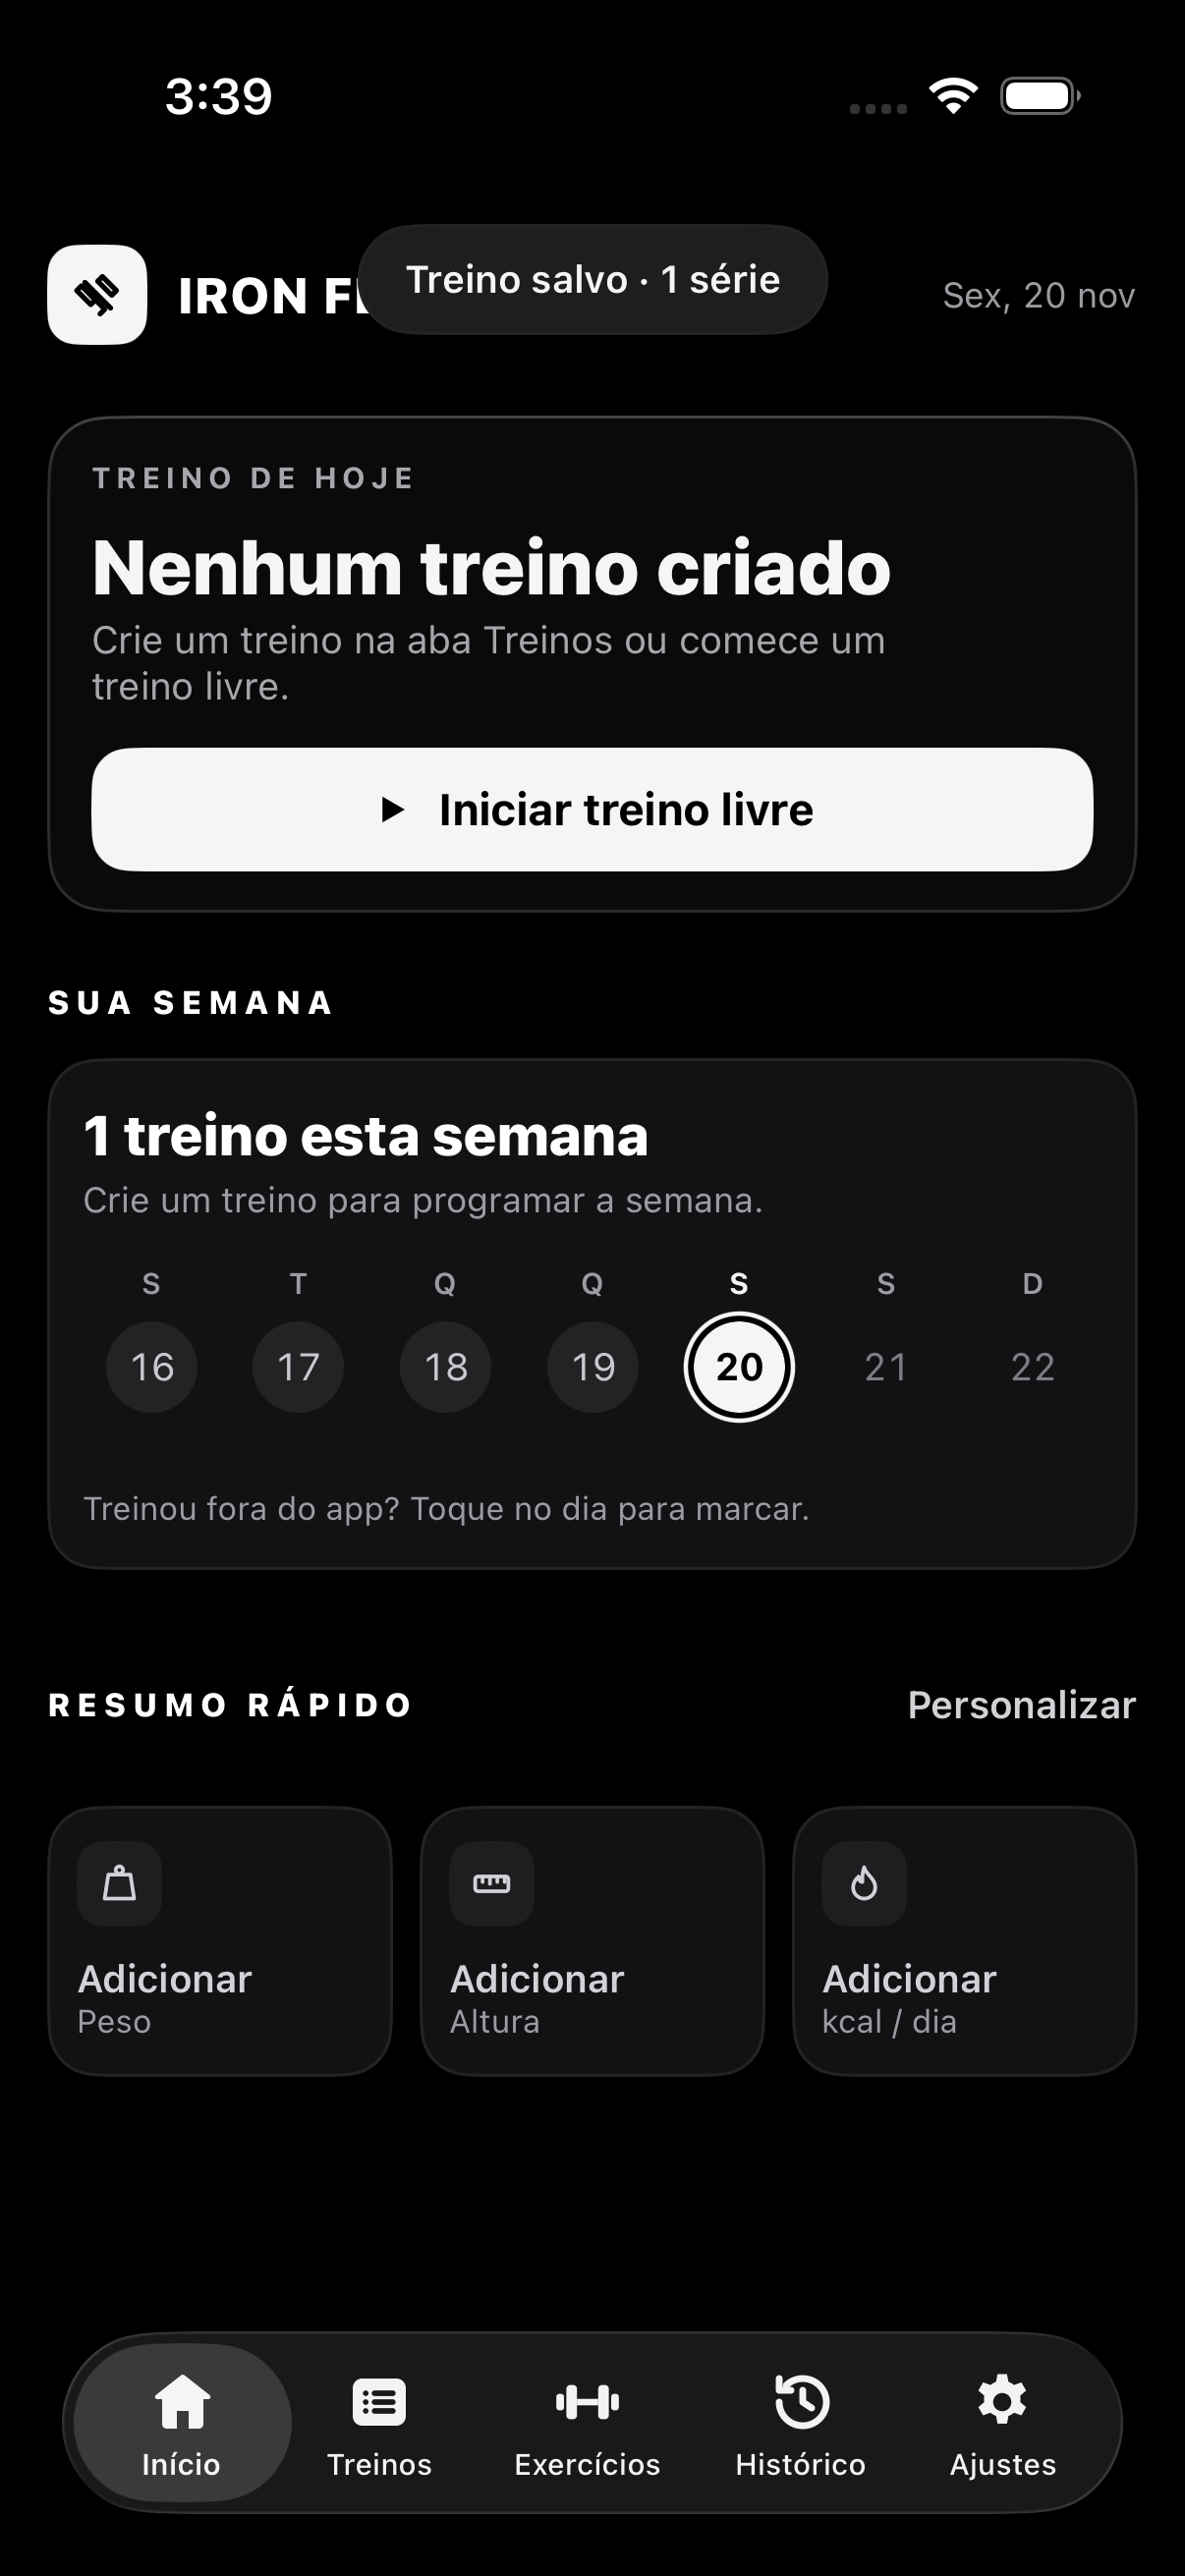 3:39
IRON
Treino salvo · 1 série
Sex, 20 nov
TREINO DE HOJE
Nenhum treino criado
Crie um treino na aba Treinos ou comece um
treino livre.
Iniciar treino livre
SUA SEMANA
1 treino esta semana
Crie um treino para programar a semana.
S T Q Q S S D
16 17 18 19 20 21 22
Treinou fora do app? Toque no dia para marcar.
RESUMO RÁPIDO
Personalizar
Adicionar
Peso
Adicionar
Altura
Adicionar
kcal / dia
Início
Treinos
Exercícios
Histórico
Ajustes